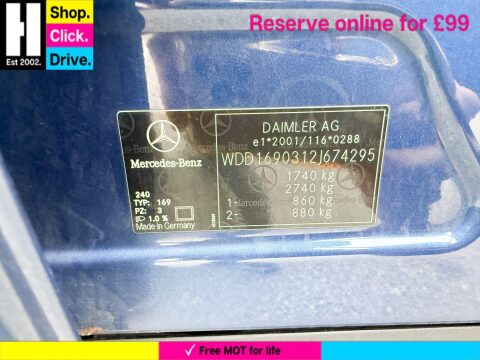 H
Est 2002.
Shop.
Click.
Drive.
Reserve online for £99
Mercedes-Benz
DAIMLER AG
e1*2001/116*0288
WDD1690312J674295
1740 kg
2740 kg
1- 860 kg
2- 880 kg
240
TYP: 169
PZ: 3
1.0 %
Made in Germany
✓ Free MOT for life